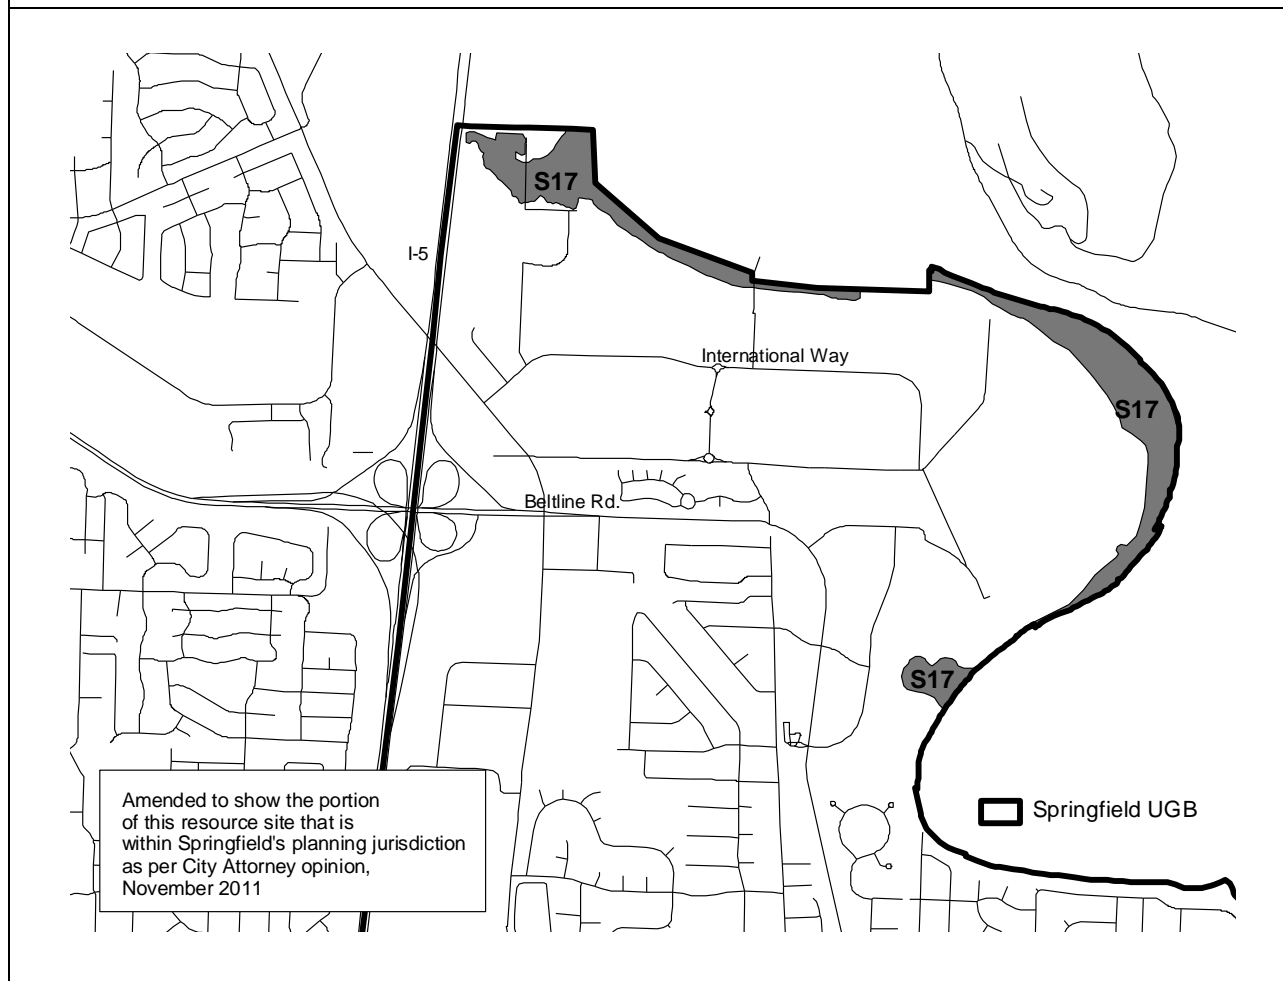 S17
I-5
International Way
S17
Beltline Rd.
S17
Springfield UGB
Amended to show the portion
of this resource site that is
within Springfield's planning jurisdiction
as per City Attorney opinion,
November 2011